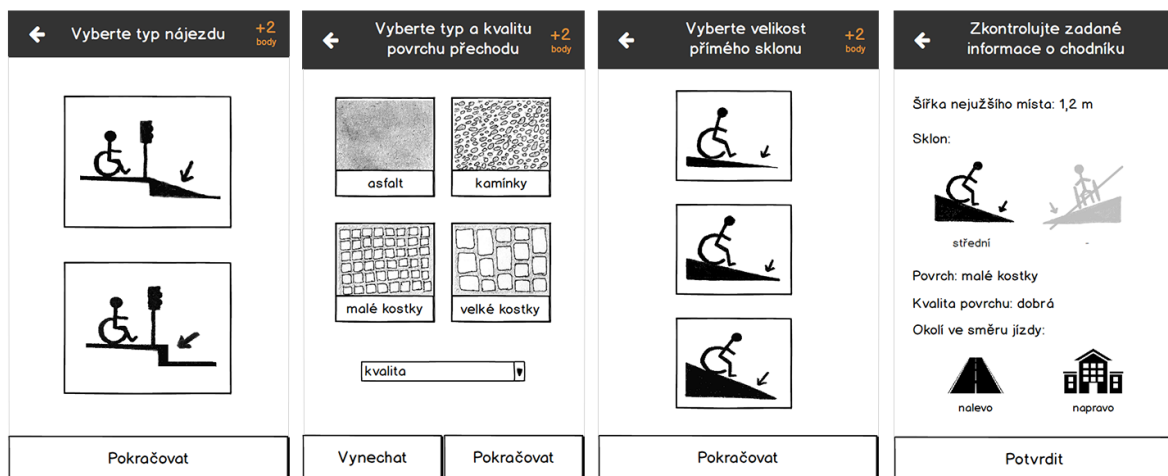 Vyberte typ nájezdu
+2
body
Pokračovat
Vyberte typ a kvalitu
povrchu přechodu
+2
body
asfalt
kamínky
malé kostky
velké kostky
kvalita
Vynechat
Pokračovat
Vyberte velikost
přímého sklonu
+2
body
Pokračovat
Zkontrolujte zadané
informace o chodníku
Šířka nejužšího místa: 1,2 m
Sklon:
střední
-
Povrch: malé kostky
Kvalita povrchu: dobrá
Okolí ve směru jízdy:
nalevo
napravo
Potvrdit